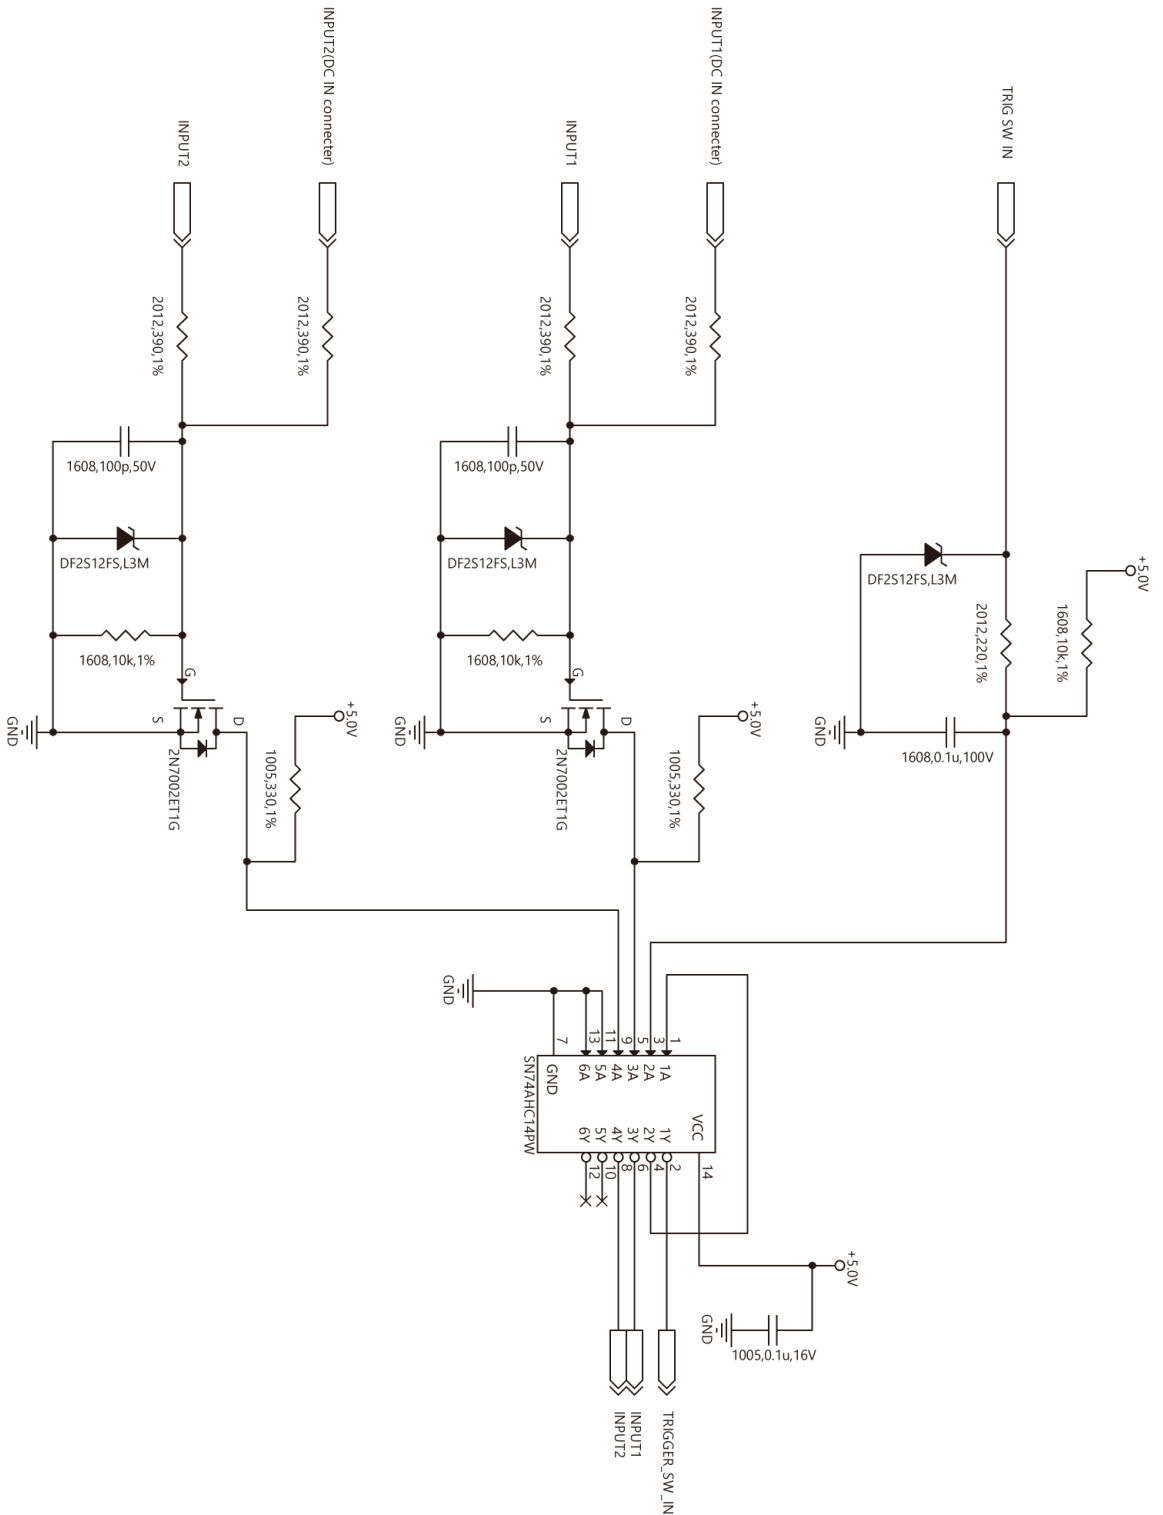 +5.0V
1608,10k,1%
TRIG SW IN
2012,220,1%
DF2S12FS,L3M
1608,0.1u,100V
GND
+5.0V
1005,0.1u,16V
GND
INPUT1(DC IN connecter)
2012,390,1%
+5.0V
1005,330,1%
INPUT1
2012,390,1%
1608,100p,50V
DF2S12FS,L3M
1608,10k,1%
G
D
S
2N7002ET1G
GND
VCC
14
1
1A
1Y
2
3
2A
2Y
4
5
3A
3Y
6
9
4A
4Y
8
11
5A
5Y
10
13
6A
6Y
12
7
GND
SN74AHC14PW
GND
TRIGGER_SW_IN
INPUT1
INPUT2
INPUT2(DC IN connecter)
2012,390,1%
+5.0V
1005,330,1%
INPUT2
2012,390,1%
1608,100p,50V
DF2S12FS,L3M
1608,10k,1%
G
D
S
2N7002ET1G
GND